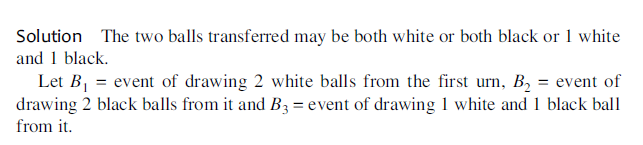 Solution The two balls transferred may be both white or both black or 1 white
and 1 black.
Let B₁ = event of drawing 2 white balls from the first urn, B₂ = event of
drawing 2 black balls from it and B₃ = event of drawing 1 white and 1 black ball
from it.